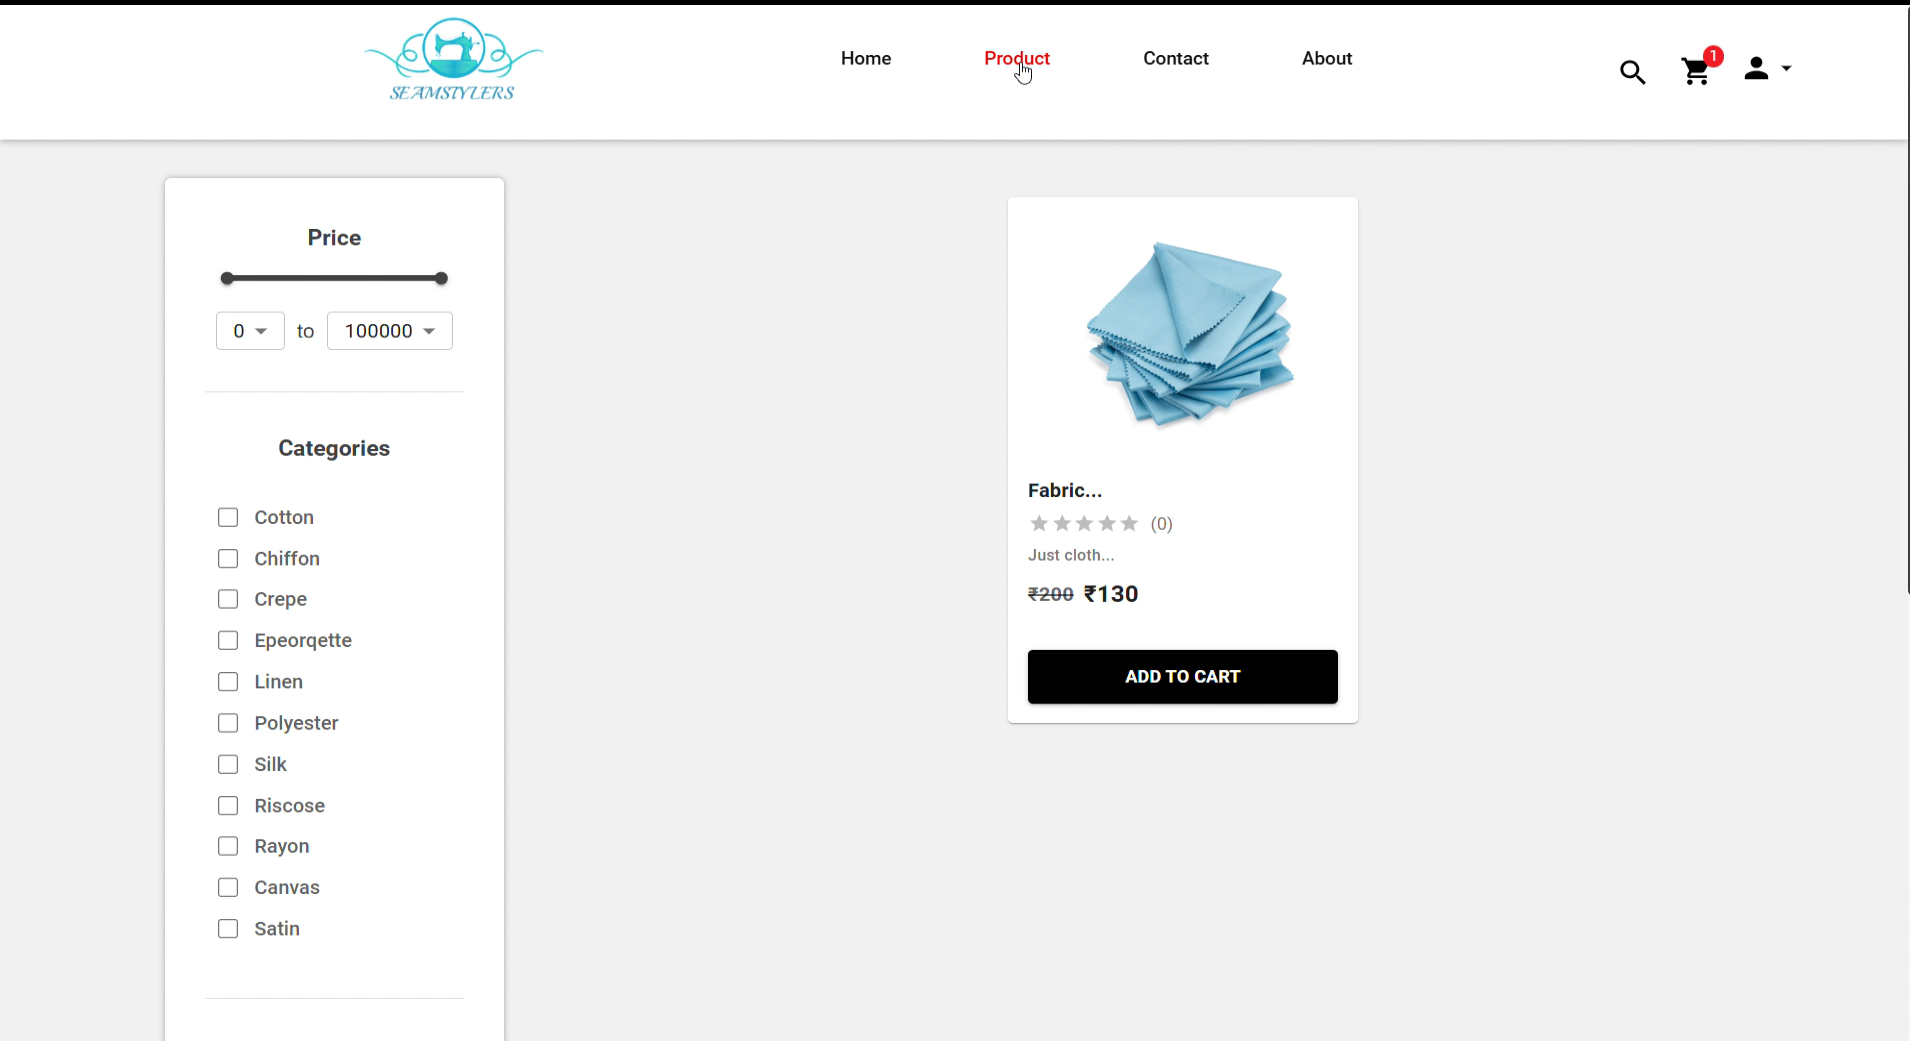 SEAMSTYLERS
Home
Product
Contact
About
1
Price
0 to 100000
Categories
Cotton
Chiffon
Crepe
Epeorqette
Linen
Polyester
Silk
Riscose
Rayon
Canvas
Satin
Fabric...
(0)
Just cloth...
₹200 ₹130
ADD TO CART